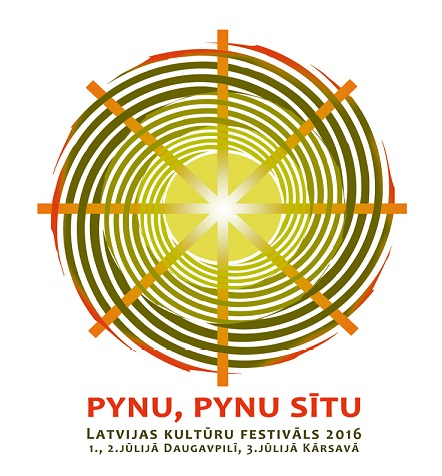 PYNU, PYNU SĪTU
LATVIJAS KULTŪRU FESTIVĀLS 2016
1., 2.JŪLIJĀ DAUGAVPILĪ, 3.JŪLIJĀ KĀRSAVĀ